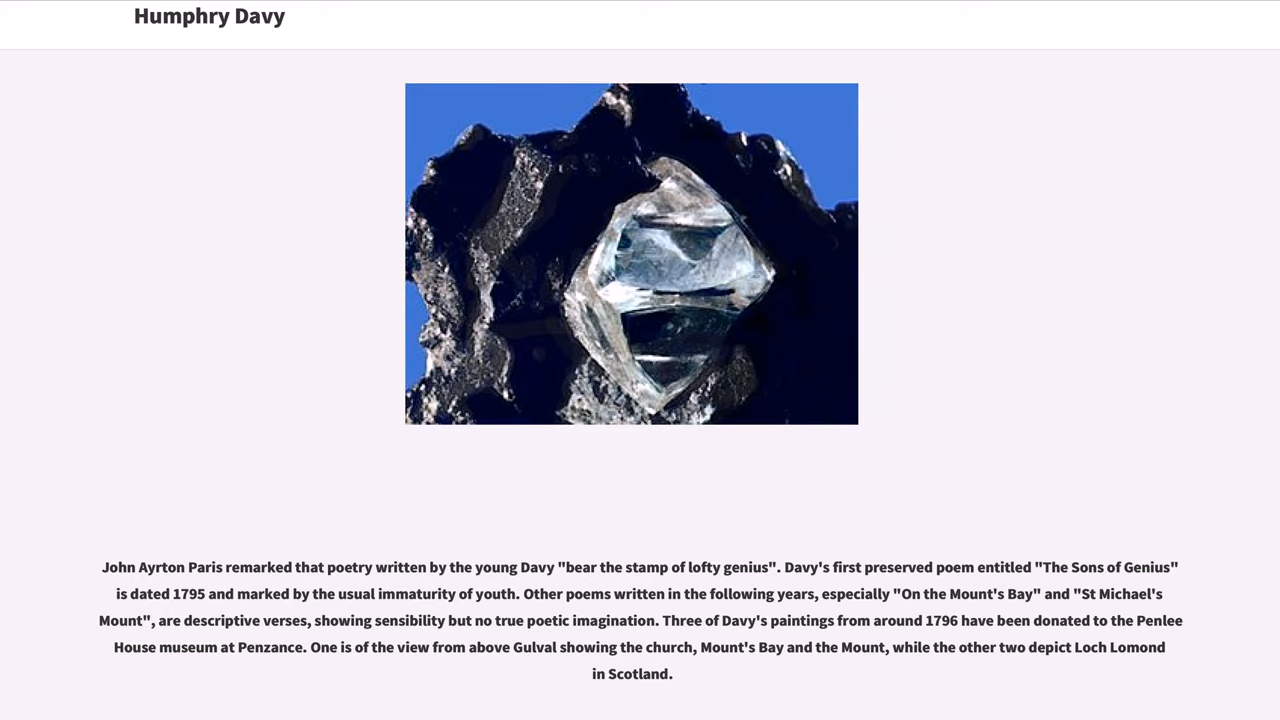 Humphry Davy
John Ayrton Paris remarked that poetry written by the young Davy "bear the stamp of lofty genius". Davy's first preserved poem entitled "The Sons of Genius"
is dated 1795 and marked by the usual immaturity of youth. Other poems written in the following years, especially "On the Mount's Bay" and "St Michael's
Mount", are descriptive verses, showing sensibility but no true poetic imagination. Three of Davy's paintings from around 1796 have been donated to the Penlee
House museum at Penzance. One is of the view from above Gulval showing the church, Mount's Bay and the Mount, while the other two depict Loch Lomond
in Scotland.